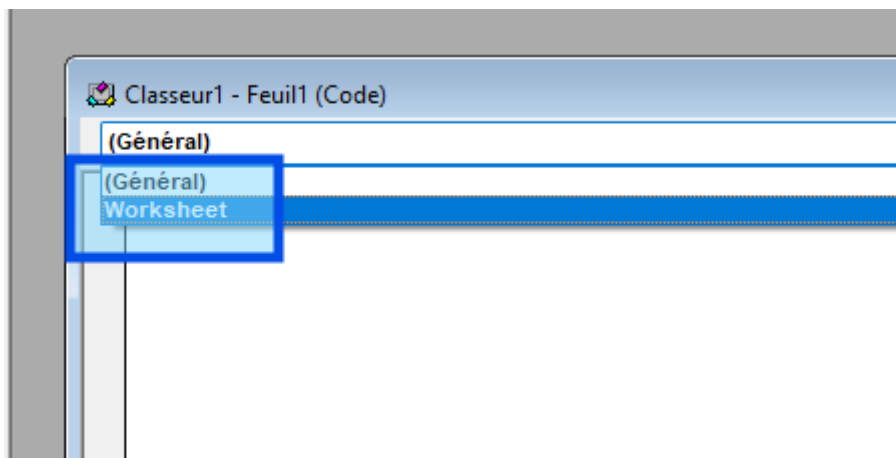 Classeur1 - Feuil1 (Code)
(Général)
(Général)
Worksheet